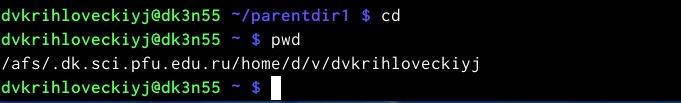 dvkrihloveckiyj@dk3n55 ~/parentdir1 $ cd
dvkrihloveckiyj@dk3n55 ~ $ pwd
/afs/.dk.sci.pfu.edu.ru/home/d/v/dvkrihloveckiyj
dvkrihloveckiyj@dk3n55 ~ $